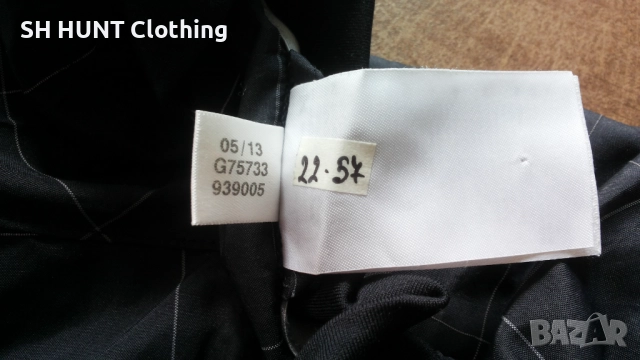 SH HUNT Clothing
05/13
G75733
939005
22-57
BAZAR